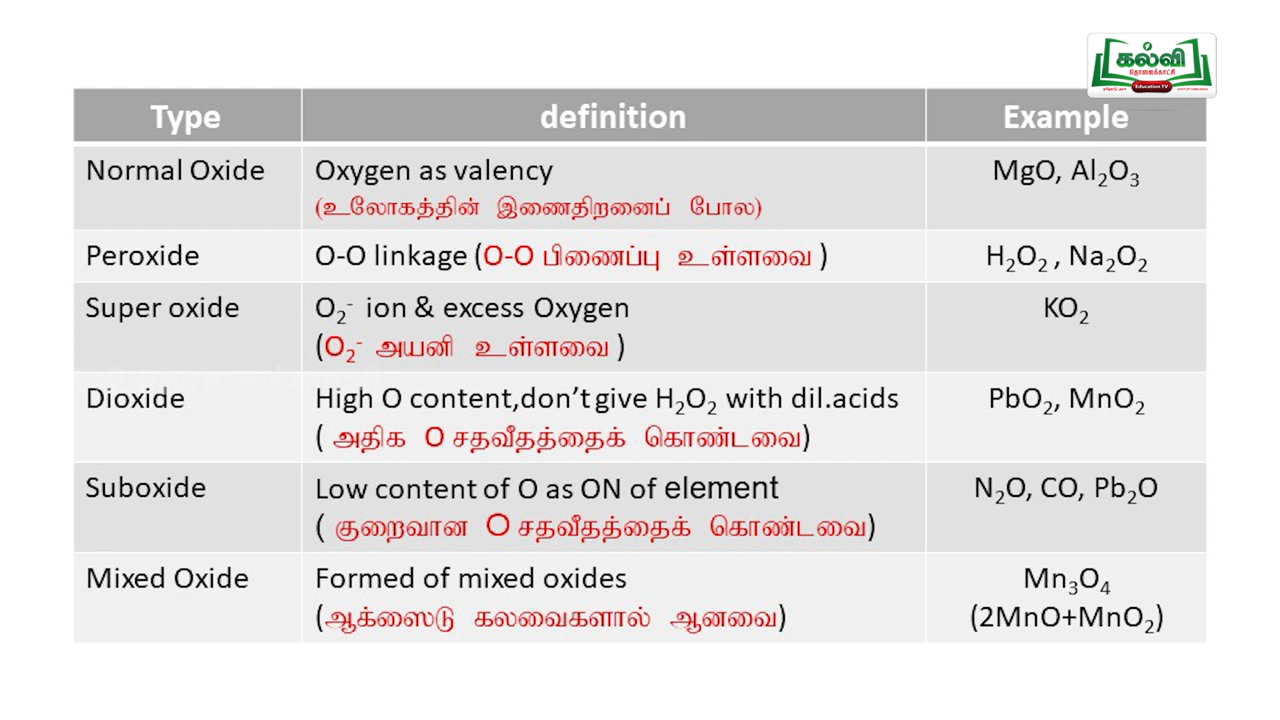 கல்வி
தொலைக்காட்சி
Education TV
Type definition Example
Normal Oxide Oxygen as valency MgO, Al₂O₃
(உலோகத்தின் இணைதிறனைப் போல)
Peroxide O-O linkage (O-O பிணைப்பு உள்ளவை ) H₂O₂ , Na₂O₂
Super oxide O₂⁻ ion & excess Oxygen KO₂
(O₂⁻ அயனி உள்ளவை )
Dioxide High O content,don’t give H₂O₂ with dil.acids PbO₂, MnO₂
( அதிக O சதவீதத்தைக் கொண்டவை)
Suboxide Low content of O as ON of element N₂O, CO, Pb₂O
( குறைவான O சதவீதத்தைக் கொண்டவை)
Mixed Oxide Formed of mixed oxides Mn₃O₄
(ஆக்ஸைடு கலவைகளால் ஆனவை) (2MnO+MnO₂)